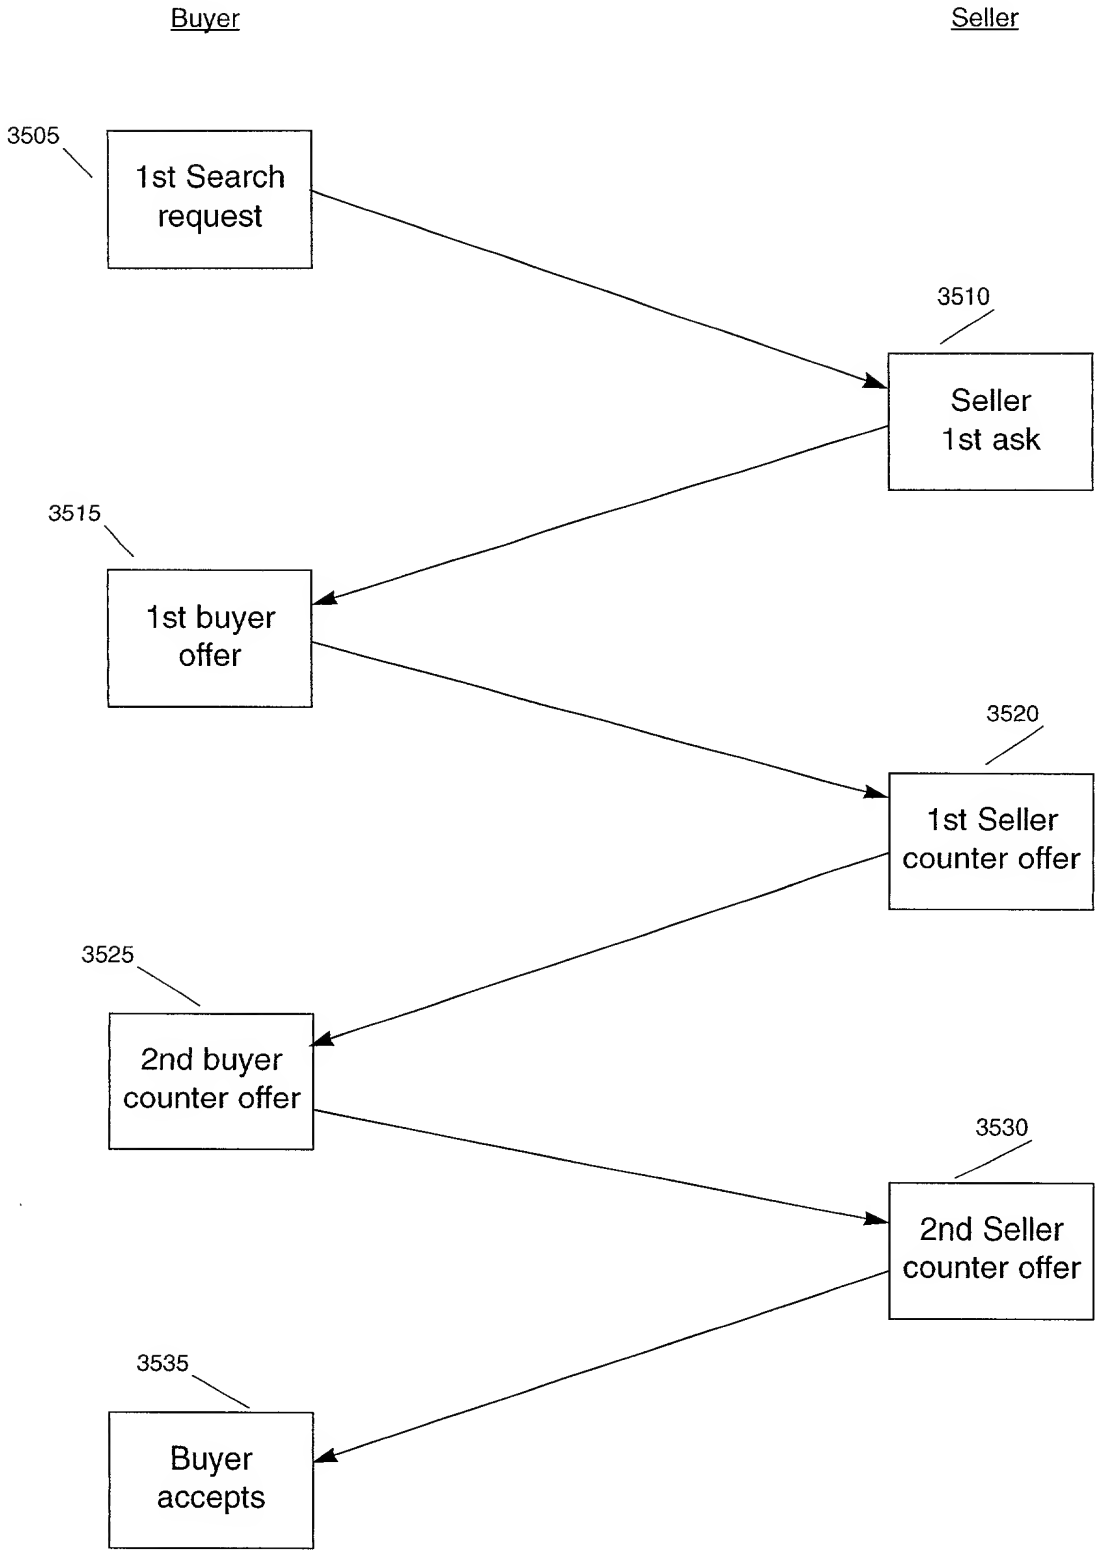 Buyer
Seller
3505
1st Search
request
3510
Seller
1st ask
3515
1st buyer
offer
3520
1st Seller
counter offer
3525
2nd buyer
counter offer
3530
2nd Seller
counter offer
3535
Buyer
accepts